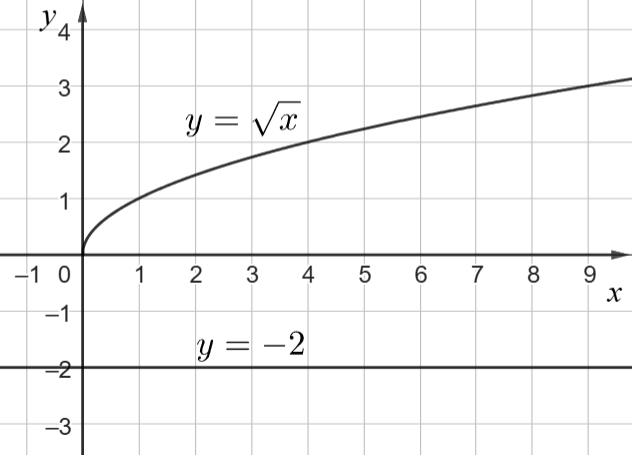 y
4
3
y = √x
2
1
–1 0 1 2 3 4 5 6 7 8 9
x
–1
y = −2
–2
–3